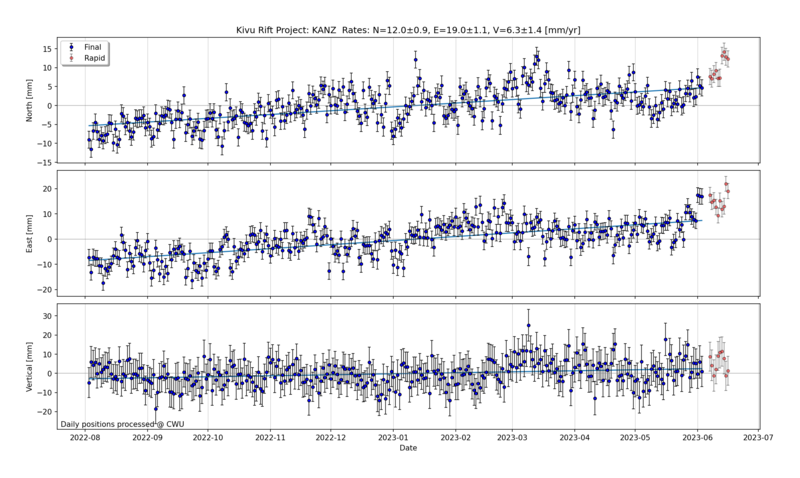 Kivu Rift Project: KANZ  Rates: N=12.0±0.9, E=19.0±1.1, V=6.3±1.4 [mm/yr]
Final
Rapid
North [mm]
15
10
5
0
−5
−10
−15
East [mm]
20
10
0
−10
−20
Vertical [mm]
30
20
10
0
−10
−20
Daily positions processed @ CWU
2022-08 2022-09 2022-10 2022-11 2022-12 2023-01 2023-02 2023-03 2023-04 2023-05 2023-06 2023-07
Date